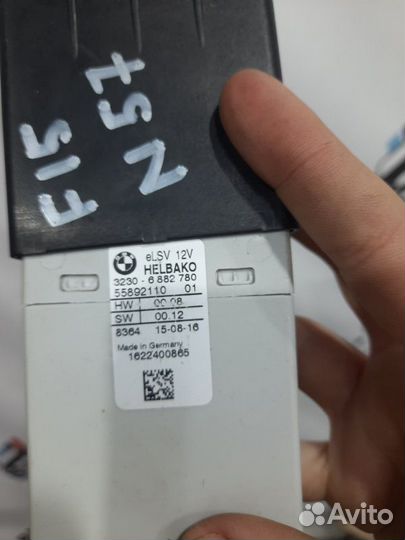 F15
N57
BMW
eLSV 12V
HELBAKO
3230 - 6 882 780
55892110 01
HW 00.08
SW 00.12
8364 15-08-16
Made in Germany
1622400865
Avito